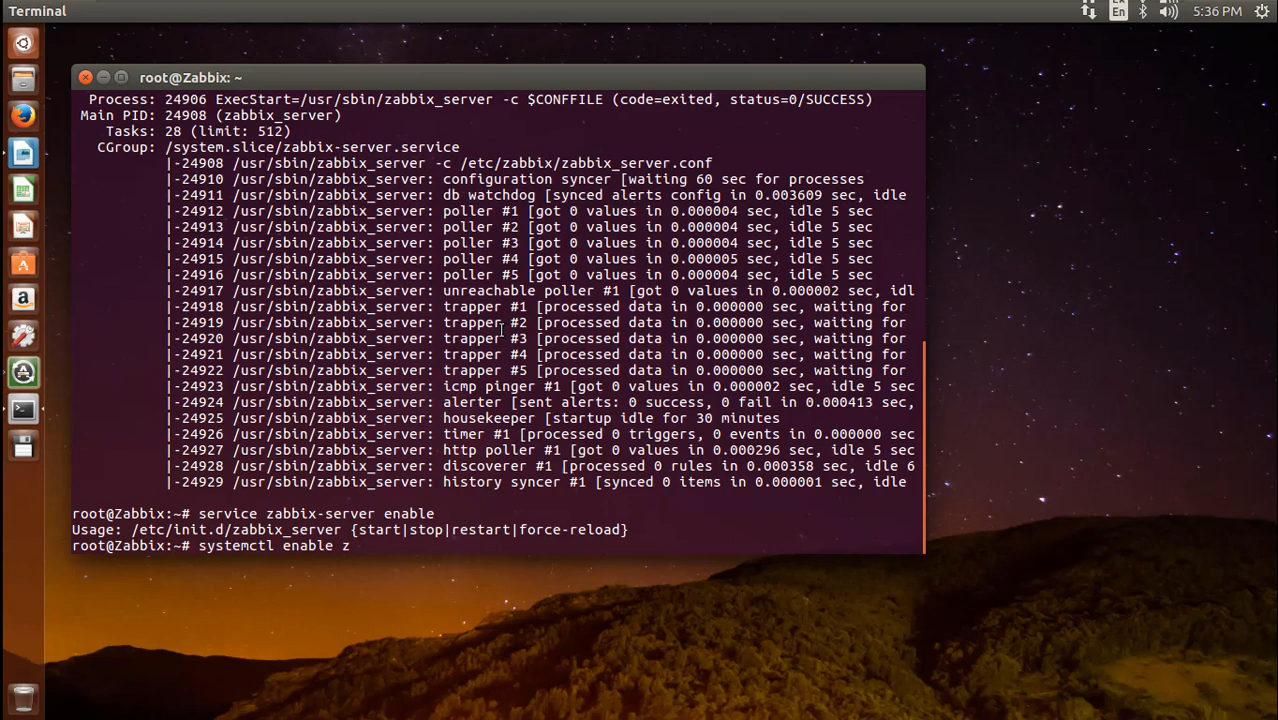 Terminal
En
5:36 PM
root@Zabbix: ~
Process: 24906 ExecStart=/usr/sbin/zabbix_server -c $CONFFILE (code=exited, status=0/SUCCESS)
Main PID: 24908 (zabbix_server)
Tasks: 28 (limit: 512)
CGroup: /system.slice/zabbix-server.service
|-24908 /usr/sbin/zabbix_server -c /etc/zabbix/zabbix_server.conf
|-24910 /usr/sbin/zabbix_server: configuration syncer [waiting 60 sec for processes
|-24911 /usr/sbin/zabbix_server: db watchdog [synced alerts config in 0.003609 sec, idle
|-24912 /usr/sbin/zabbix_server: poller #1 [got 0 values in 0.000004 sec, idle 5 sec
|-24913 /usr/sbin/zabbix_server: poller #2 [got 0 values in 0.000004 sec, idle 5 sec
|-24914 /usr/sbin/zabbix_server: poller #3 [got 0 values in 0.000004 sec, idle 5 sec
|-24915 /usr/sbin/zabbix_server: poller #4 [got 0 values in 0.000005 sec, idle 5 sec
|-24916 /usr/sbin/zabbix_server: poller #5 [got 0 values in 0.000004 sec, idle 5 sec
|-24917 /usr/sbin/zabbix_server: unreachable poller #1 [got 0 values in 0.000002 sec, idl
|-24918 /usr/sbin/zabbix_server: trapper #1 [processed data in 0.000000 sec, waiting for
|-24919 /usr/sbin/zabbix_server: trapper #2 [processed data in 0.000000 sec, waiting for
|-24920 /usr/sbin/zabbix_server: trapper #3 [processed data in 0.000000 sec, waiting for
|-24921 /usr/sbin/zabbix_server: trapper #4 [processed data in 0.000000 sec, waiting for
|-24922 /usr/sbin/zabbix_server: trapper #5 [processed data in 0.000000 sec, waiting for
|-24923 /usr/sbin/zabbix_server: icmp pinger #1 [got 0 values in 0.000002 sec, idle 5 sec
|-24924 /usr/sbin/zabbix_server: alerter [sent alerts: 0 success, 0 fail in 0.000413 sec,
|-24925 /usr/sbin/zabbix_server: housekeeper [startup idle for 30 minutes
|-24926 /usr/sbin/zabbix_server: timer #1 [processed 0 triggers, 0 events in 0.000000 sec
|-24927 /usr/sbin/zabbix_server: http poller #1 [got 0 values in 0.000296 sec, idle 5 sec
|-24928 /usr/sbin/zabbix_server: discoverer #1 [processed 0 rules in 0.000358 sec, idle 6
|-24929 /usr/sbin/zabbix_server: history syncer #1 [synced 0 items in 0.000001 sec, idle
root@Zabbix:~# service zabbix-server enable
Usage: /etc/init.d/zabbix_server {start|stop|restart|force-reload}
root@Zabbix:~# systemctl enable z